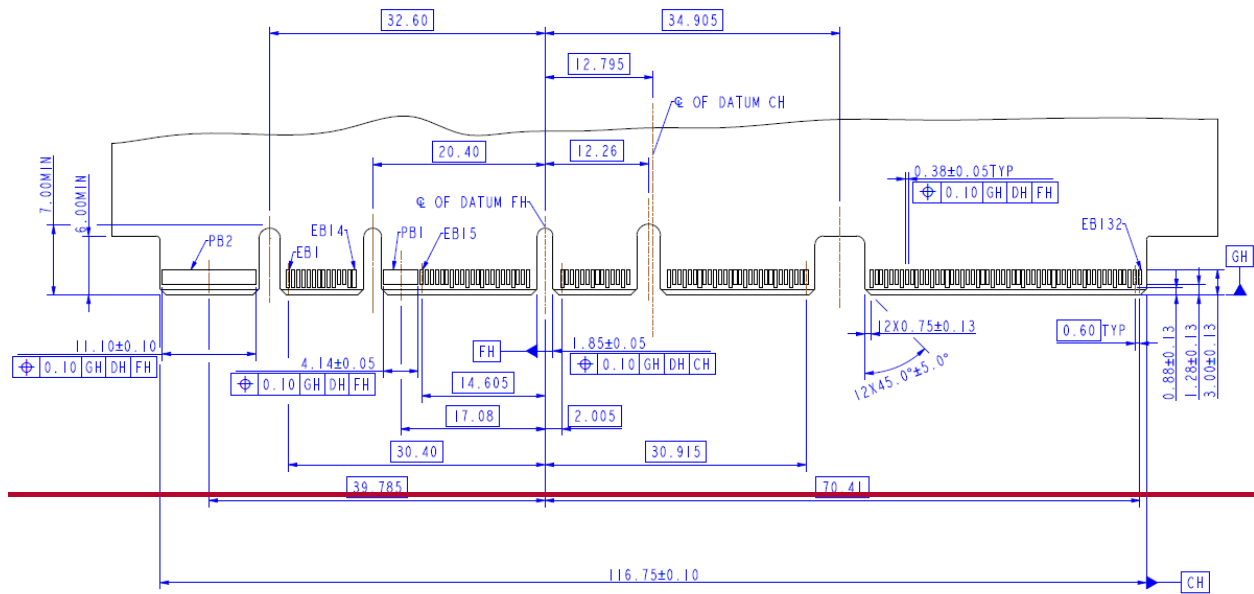 32.60
34.905
12.795
℄ OF DATUM CH
20.40
12.26
7.00MIN
6.00MIN
0.38±0.05TYP
⌖ 0.10 GH DH FH
℄ OF DATUM FH
PB2
EB1
EB14
PB1
EB15
EB132
GH
11.10±0.10
⌖ 0.10 GH DH FH
4.14±0.05
⌖ 0.10 GH DH FH
FH
1.85±0.05
⌖ 0.10 GH DH CH
12X0.75±0.13
12X45.0°±5.0°
0.60 TYP
0.88±0.13
1.28±0.13
3.00±0.13
14.605
17.08
2.005
30.40
30.915
39.785
70.41
116.75±0.10
CH